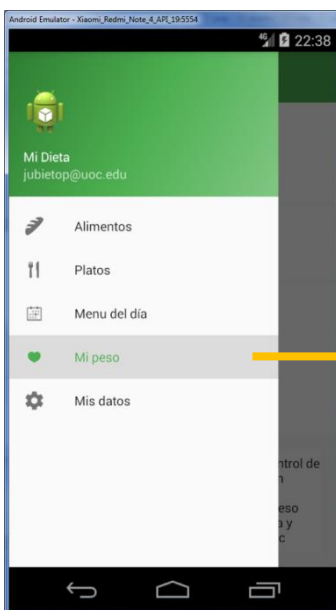 Android Emulator - Xiaomi_Redmi_Note_4_API_19:5554
4G 22:38
Mi Dieta
jubietop@uoc.edu
Alimentos
Platos
Menu del día
Mi peso
Mis datos
ntrol de
eso
a y
c